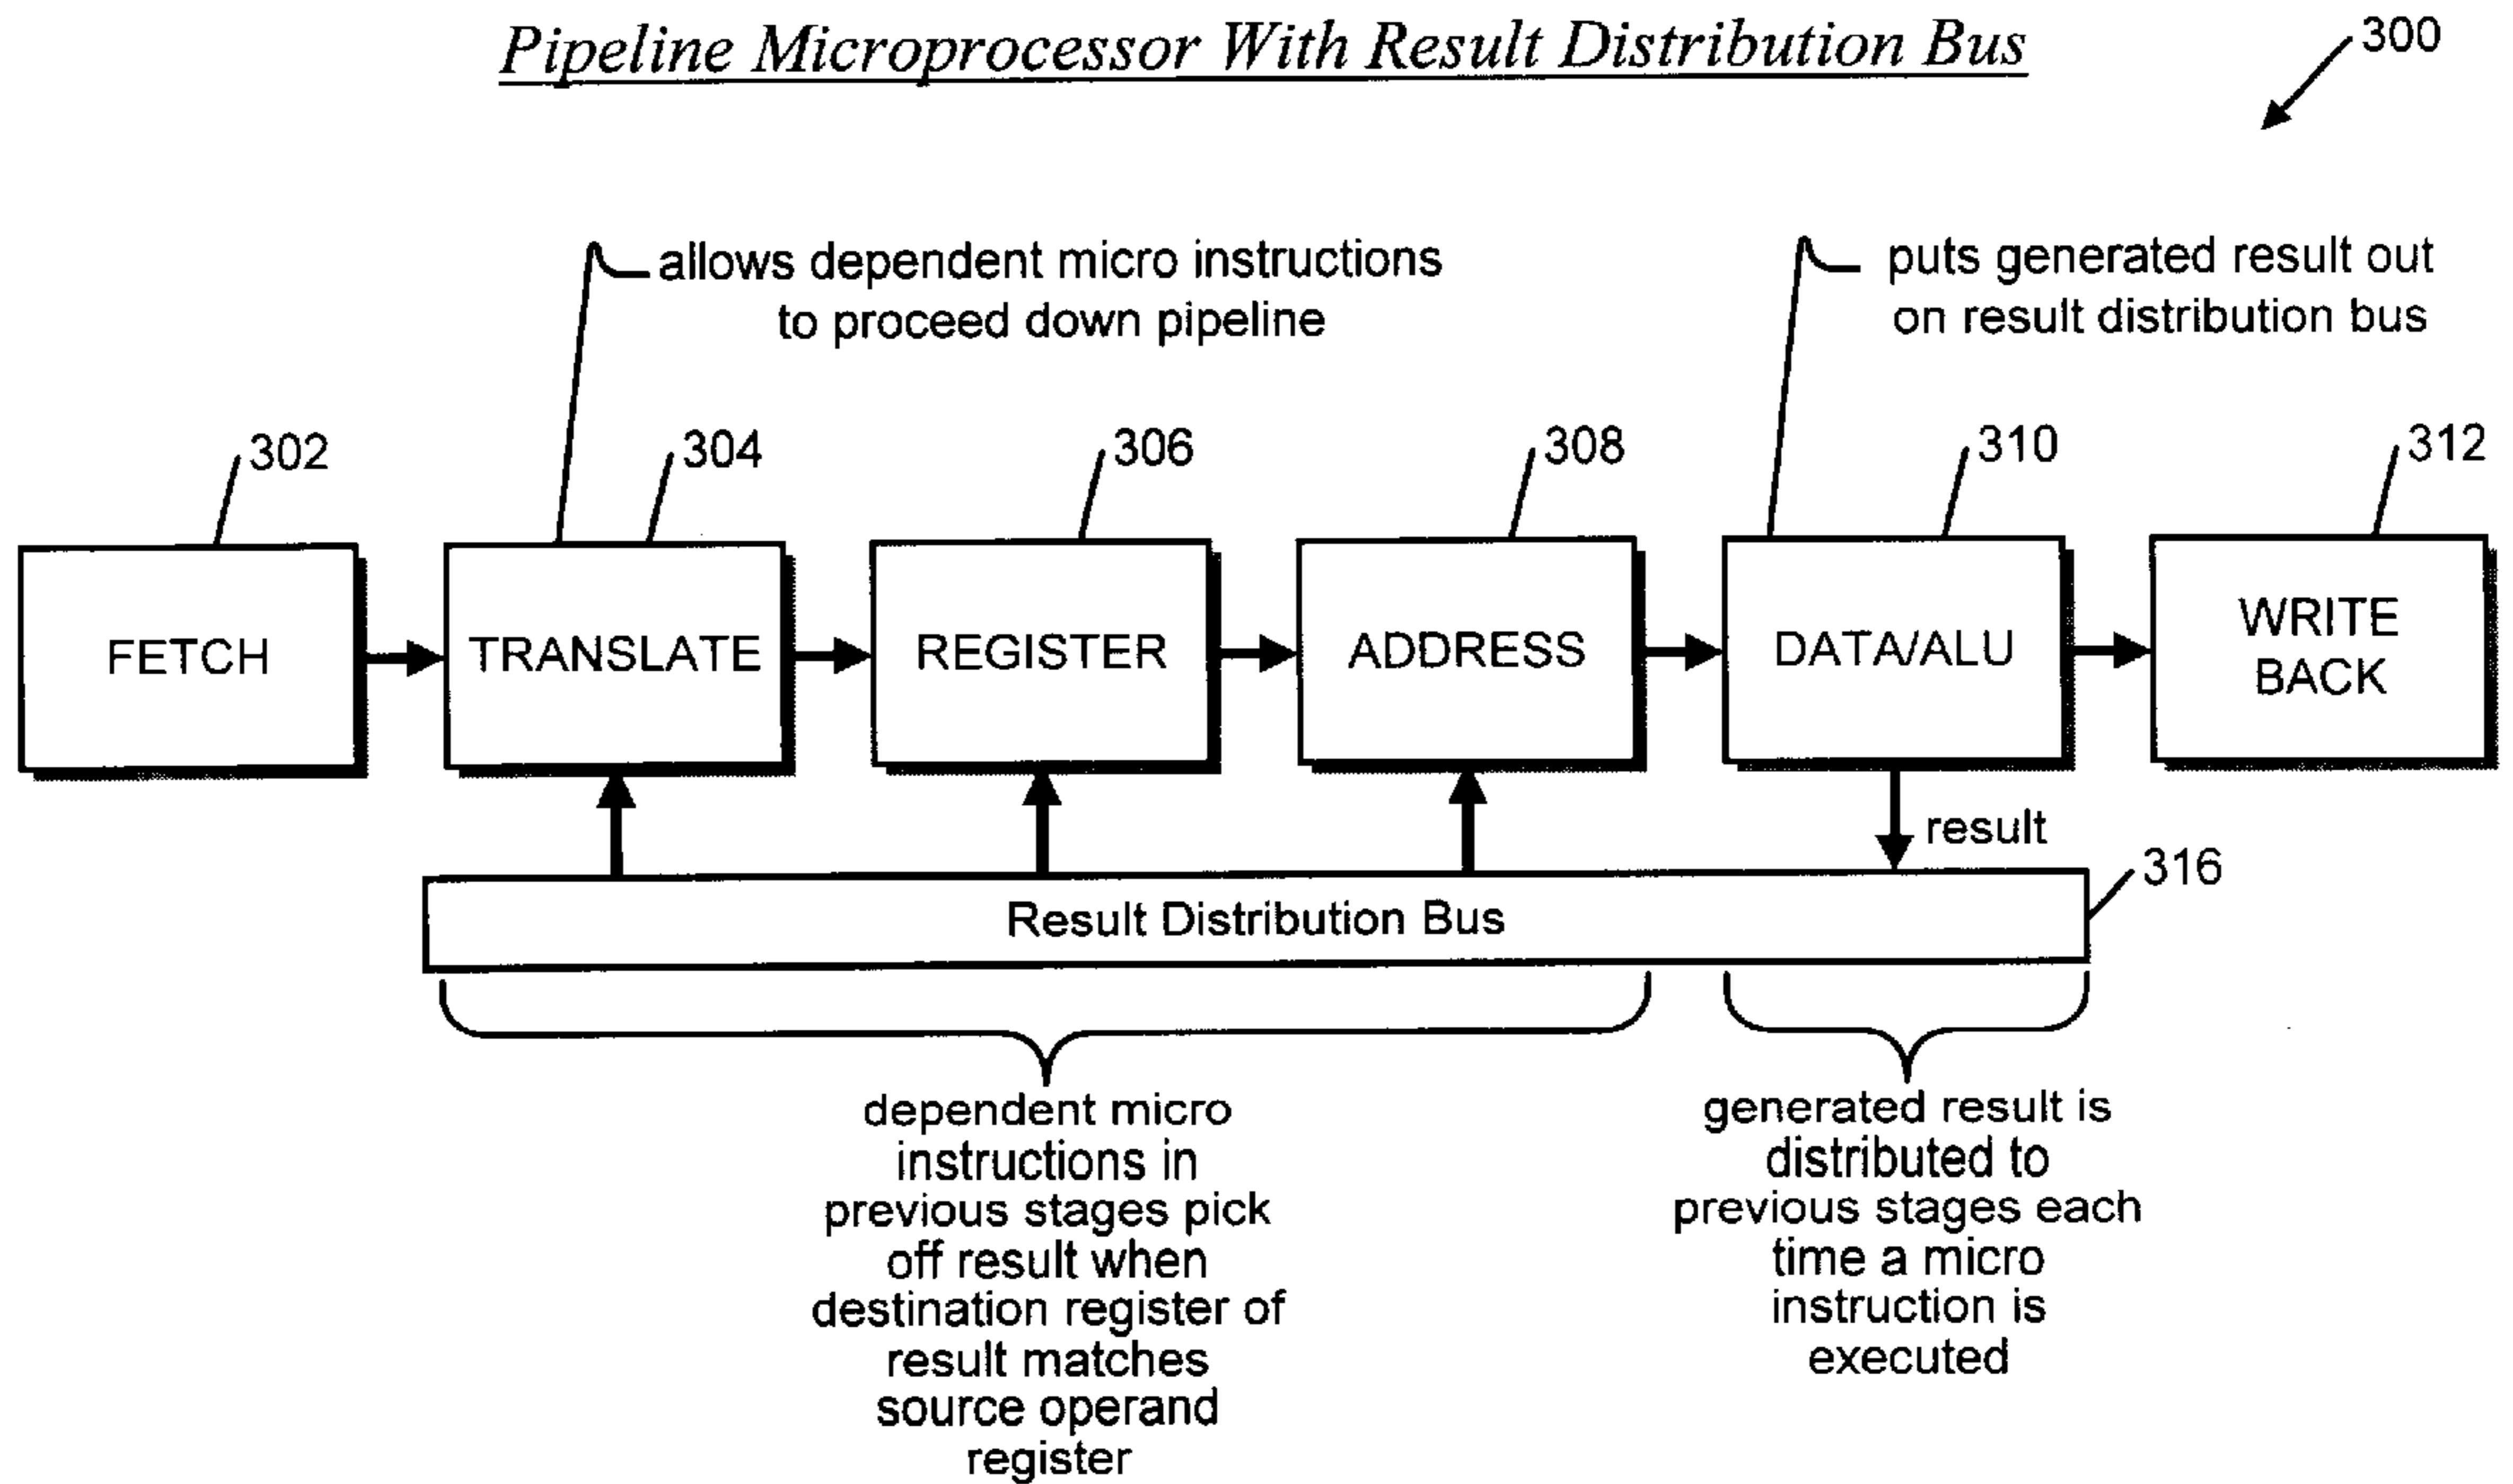 Pipeline Microprocessor With Result Distribution Bus
300
allows dependent micro instructions
to proceed down pipeline
puts generated result out
on result distribution bus
302
304
306
308
310
312
FETCH
TRANSLATE
REGISTER
ADDRESS
DATA/ALU
WRITE
BACK
result
316
Result Distribution Bus
dependent micro
instructions in
previous stages pick
off result when
destination register of
result matches
source operand
register
generated result is
distributed to
previous stages each
time a micro
instruction is
executed